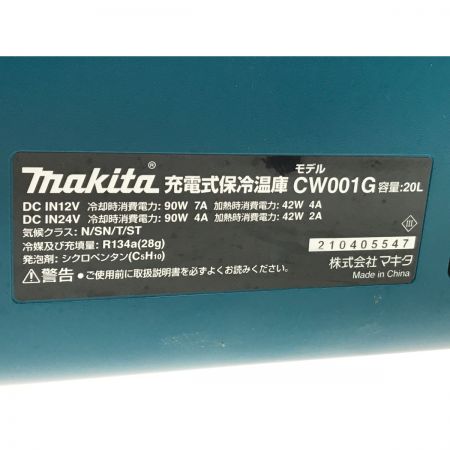 makita® 充電式保冷温庫 モデル CW001G 容量:20L
DC IN12V 冷却時消費電力: 90W 7A 加熱時消費電力: 42W 4A
DC IN24V 冷却時消費電力: 90W 4A 加熱時消費電力: 42W 2A
気候クラス: N/SN/T/ST
冷媒及び充填量: R134a(28g)
発泡剤: シクロペンタン(C5H10)
210405547
⚠警告 ●ご使用前に取扱説明書を必ずよくお読みください。
株式会社 マキタ
Made in China